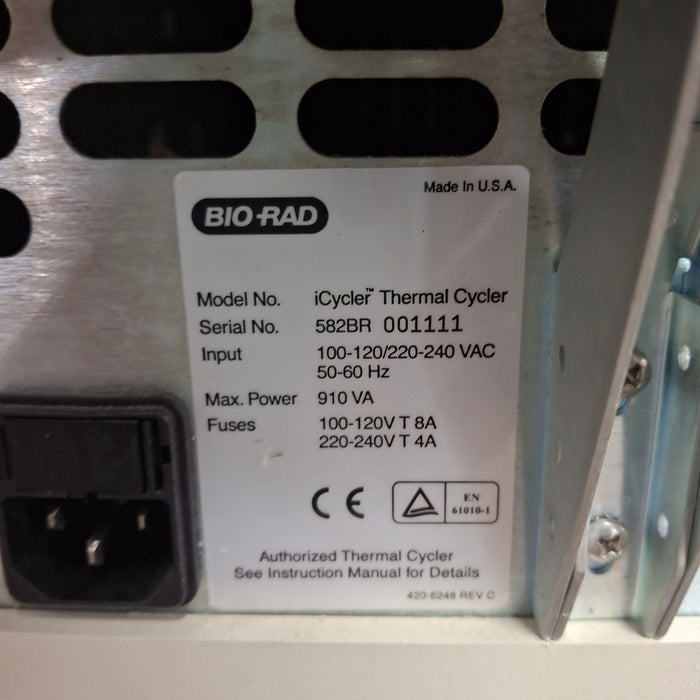 Made In U.S.A.
BIO-RAD
Model No. iCycler™ Thermal Cycler
Serial No. 582BR 001111
Input 100-120/220-240 VAC
50-60 Hz
Max. Power 910 VA
Fuses 100-120V T 8A
220-240V T 4A
CE
EN
61010-1
Authorized Thermal Cycler
See Instruction Manual for Details
420-6248 REV C